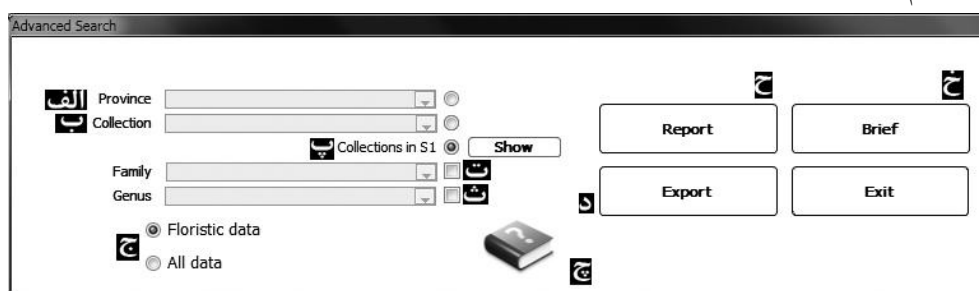 Advanced Search
ح خ
الف Province
ب Collection
Report Brief
پ Collections in S1 Show
Family ت
Genus ث
د Export Exit
ج Floristic data
All data
چ